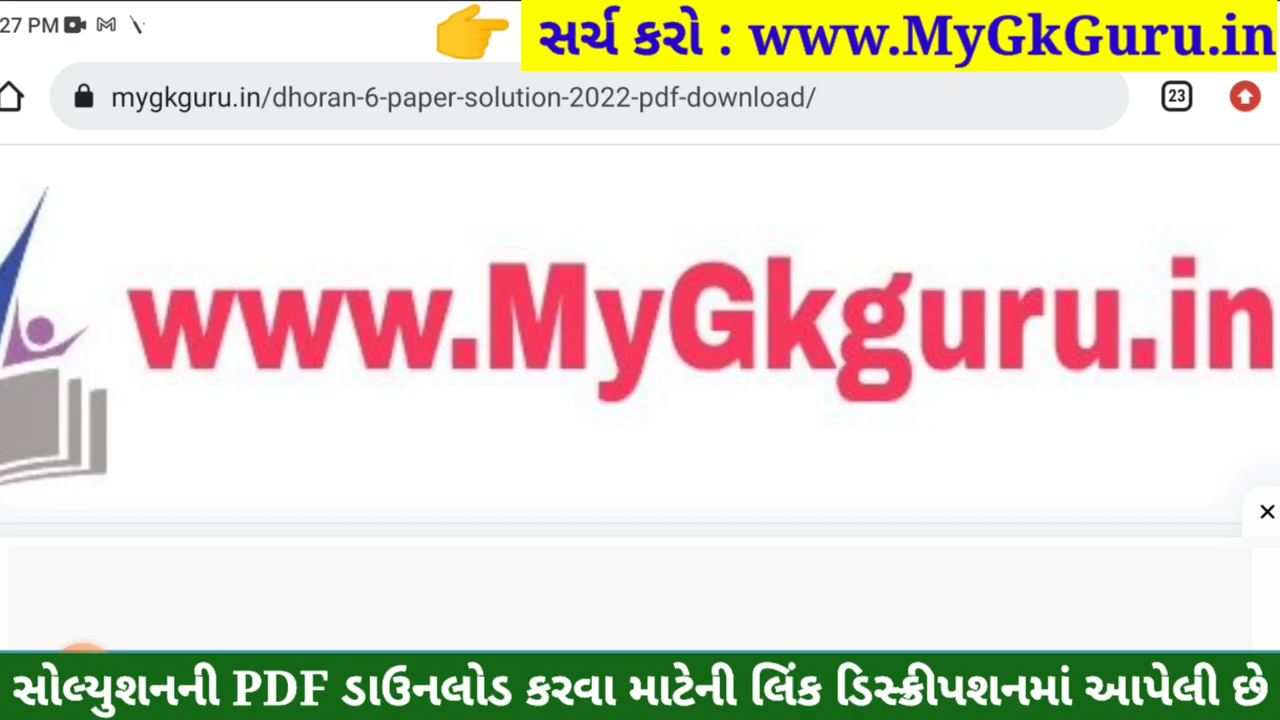 27 PM
સર્ચ કરો : www.MyGkGuru.in
mygkguru.in/dhoran-6-paper-solution-2022-pdf-download/
23
www.MyGkguru.in
સોલ્યુશનની PDF ડાઉનલોડ કરવા માટેની લિંક ડિસ્ક્રીપશનમાં આપેલી છે